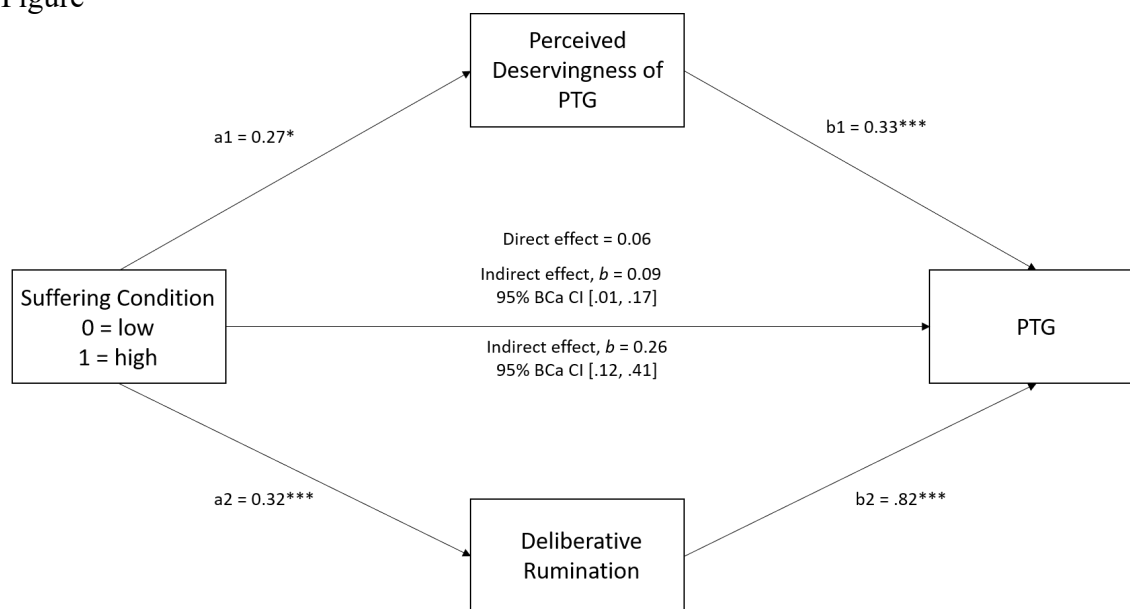 Figure
Perceived
Deservingness of
PTG
a1 = 0.27*
b1 = 0.33***
Direct effect = 0.06
Indirect effect, b = 0.09
95% BCa CI [.01, .17]
Suffering Condition
0 = low
1 = high
PTG
Indirect effect, b = 0.26
95% BCa CI [.12, .41]
a2 = 0.32***
b2 = .82***
Deliberative
Rumination